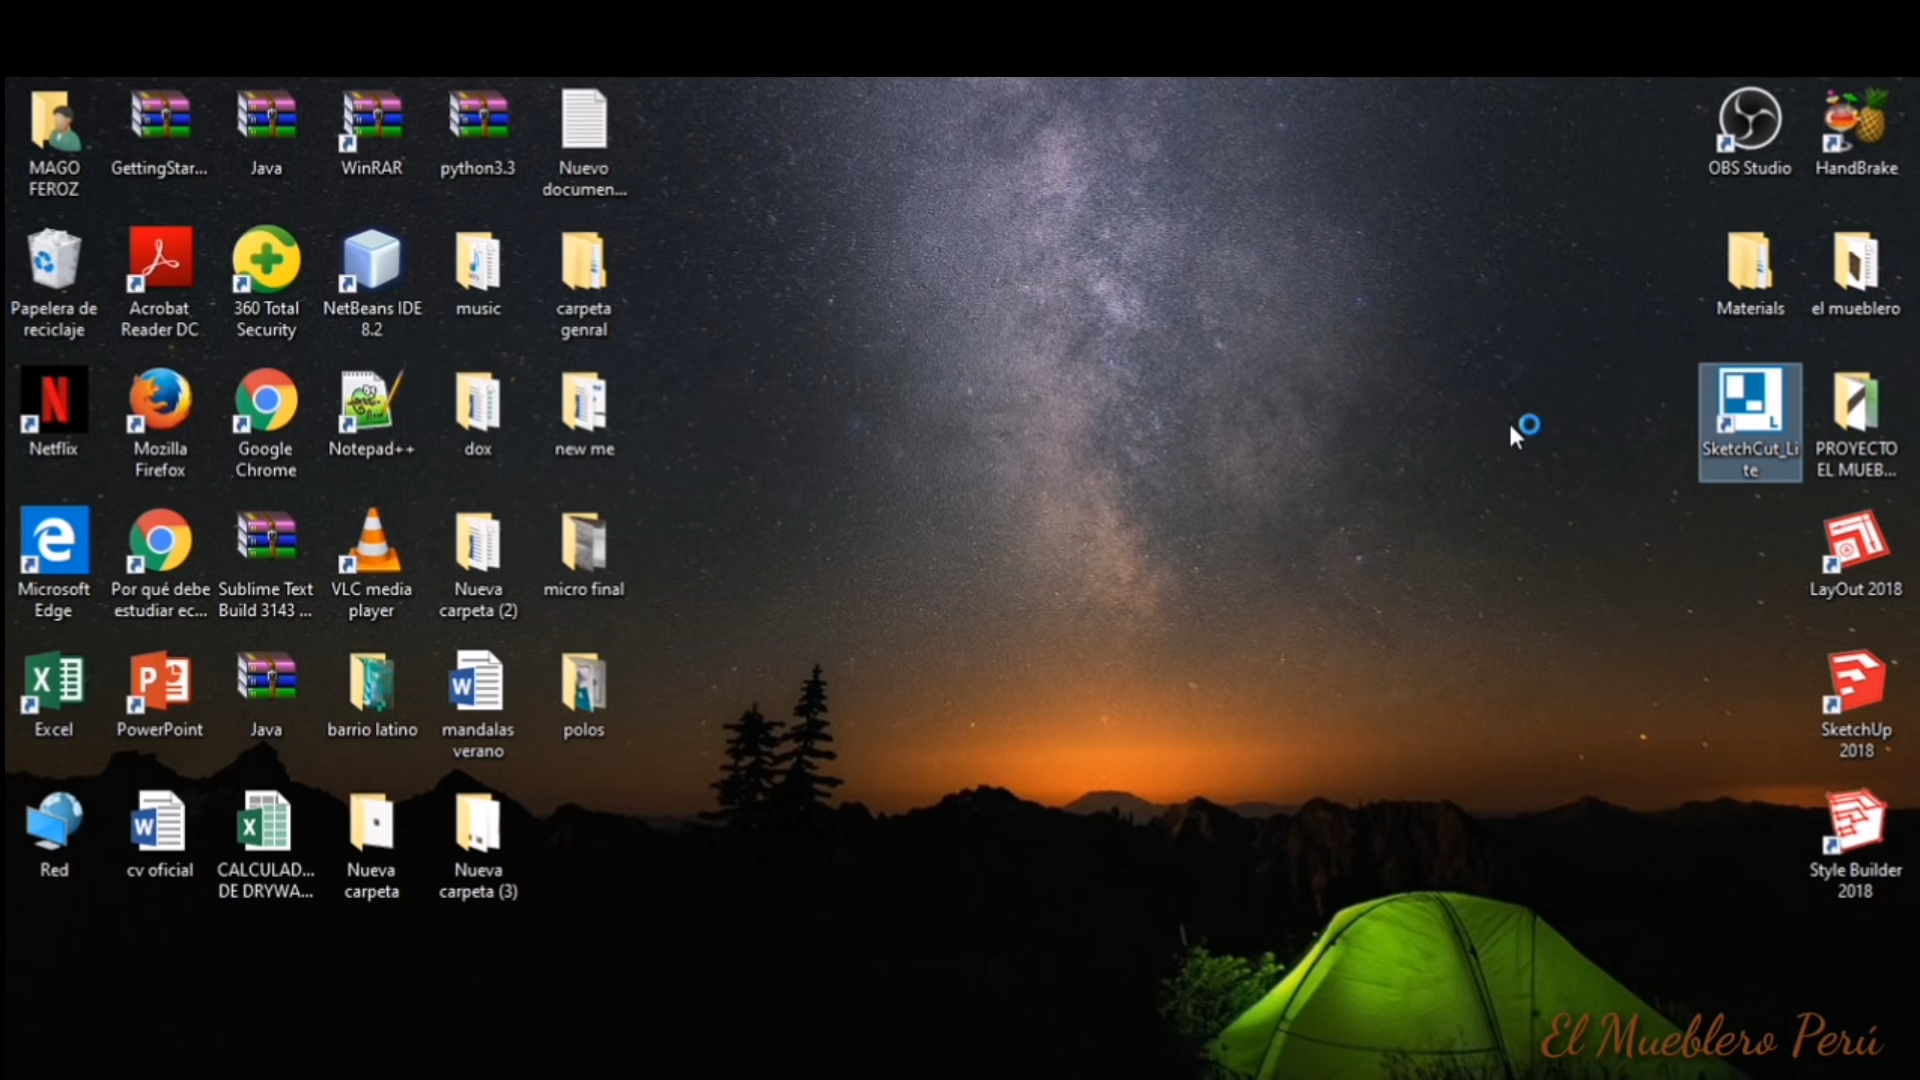 MAGO
FEROZ
GettingStar...
Java
WinRAR
python3.3
Nuevo
documen...
OBS Studio
HandBrake
Papelera de
reciclaje
Acrobat
Reader DC
360 Total
Security
NetBeans IDE
8.2
music
carpeta
genral
Materials
el mueblero
Netflix
Mozilla
Firefox
Google
Chrome
Notepad++
dox
new me
SketchCut_Li
te
PROYECTO
EL MUEB...
Microsoft
Edge
Por qué debe
estudiar ec...
Sublime Text
Build 3143 ...
VLC media
player
Nueva
carpeta (2)
micro final
LayOut 2018
Excel
PowerPoint
Java
barrio latino
mandalas
verano
polos
SketchUp
2018
Red
cv oficial
CALCULAD...
DE DRYWA...
Nueva
carpeta
Nueva
carpeta (3)
Style Builder
2018
El Mueblero Perú